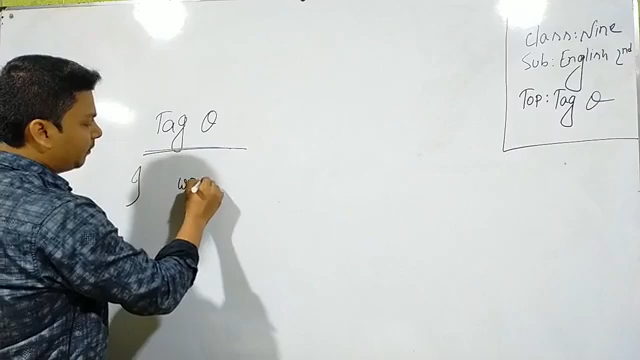 Class: Nine
Sub: English 2nd
Top: Tag Q
Tag Q
I